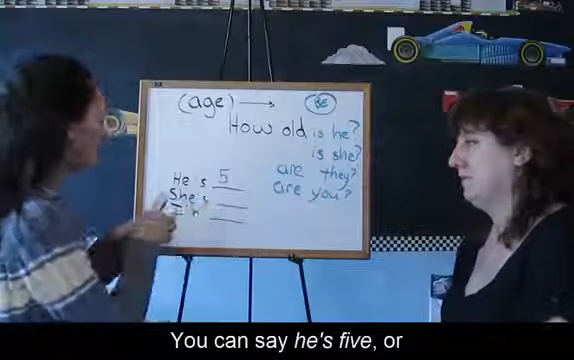 (age) → BE
How old is he?
is she?
are they?
are you?
He's 5
She's
You can say he's five, or